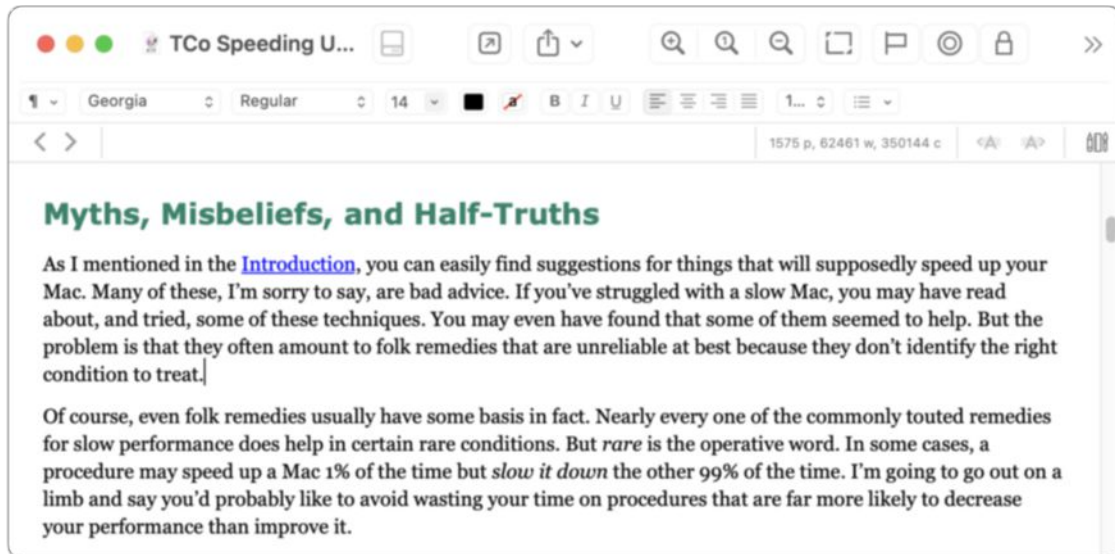 TCo Speeding U...
¶ Georgia Regular 14 a B I U 1...
1575 p, 62461 w, 350144 c <A A>
Myths, Misbeliefs, and Half-Truths
As I mentioned in the Introduction, you can easily find suggestions for things that will supposedly speed up your
Mac. Many of these, I’m sorry to say, are bad advice. If you’ve struggled with a slow Mac, you may have read
about, and tried, some of these techniques. You may even have found that some of them seemed to help. But the
problem is that they often amount to folk remedies that are unreliable at best because they don’t identify the right
condition to treat.
Of course, even folk remedies usually have some basis in fact. Nearly every one of the commonly touted remedies
for slow performance does help in certain rare conditions. But rare is the operative word. In some cases, a
procedure may speed up a Mac 1% of the time but slow it down the other 99% of the time. I’m going to go out on a
limb and say you’d probably like to avoid wasting your time on procedures that are far more likely to decrease
your performance than improve it.